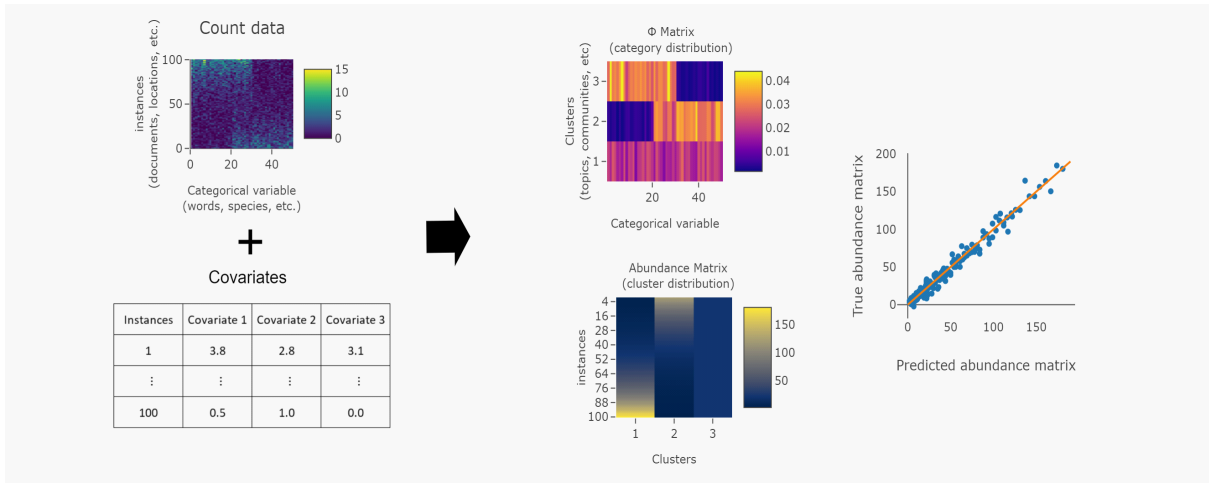 Count data
instances
(documents, locations, etc.)
100
50
0
0
20
40
15
10
5
0
Categorical variable
(words, species, etc.)
+
Covariates
Instances Covariate 1 Covariate 2 Covariate 3
1 3.8 2.8 3.1
⋮ ⋮ ⋮ ⋮
100 0.5 1.0 0.0
Φ Matrix
(category distribution)
Clusters
(topics, communities, etc)
3
2
1
20
40
0.04
0.03
0.02
0.01
Categorical variable
Abundance Matrix
(cluster distribution)
instances
4
16
28
40
52
64
76
88
100
1
2
3
150
100
50
Clusters
True abundance matrix
200
150
100
50
0
0
50
100
150
Predicted abundance matrix